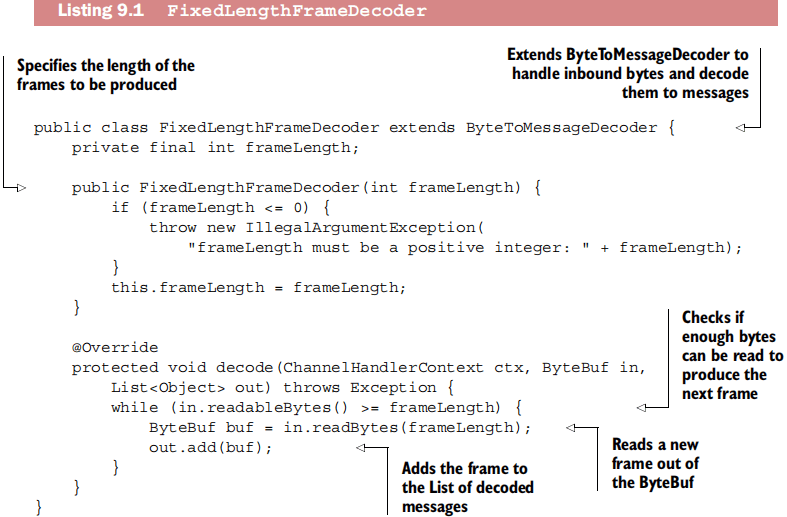 Listing 9.1 FixedLengthFrameDecoder
Specifies the length of the
frames to be produced
Extends ByteToMessageDecoder to
handle inbound bytes and decode
them to messages
public class FixedLengthFrameDecoder extends ByteToMessageDecoder {
    private final int frameLength;
    public FixedLengthFrameDecoder(int frameLength) {
        if (frameLength <= 0) {
            throw new IllegalArgumentException(
                "frameLength must be a positive integer: " + frameLength);
        }
        this.frameLength = frameLength;
    }
    @Override
    protected void decode(ChannelHandlerContext ctx, ByteBuf in,
        List<Object> out) throws Exception {
        while (in.readableBytes() >= frameLength) {
            ByteBuf buf = in.readBytes(frameLength);
            out.add(buf);
        }
    }
}
Checks if
enough bytes
can be read to
produce the
next frame
Reads a new
frame out of
the ByteBuf
Adds the frame to
the List of decoded
messages